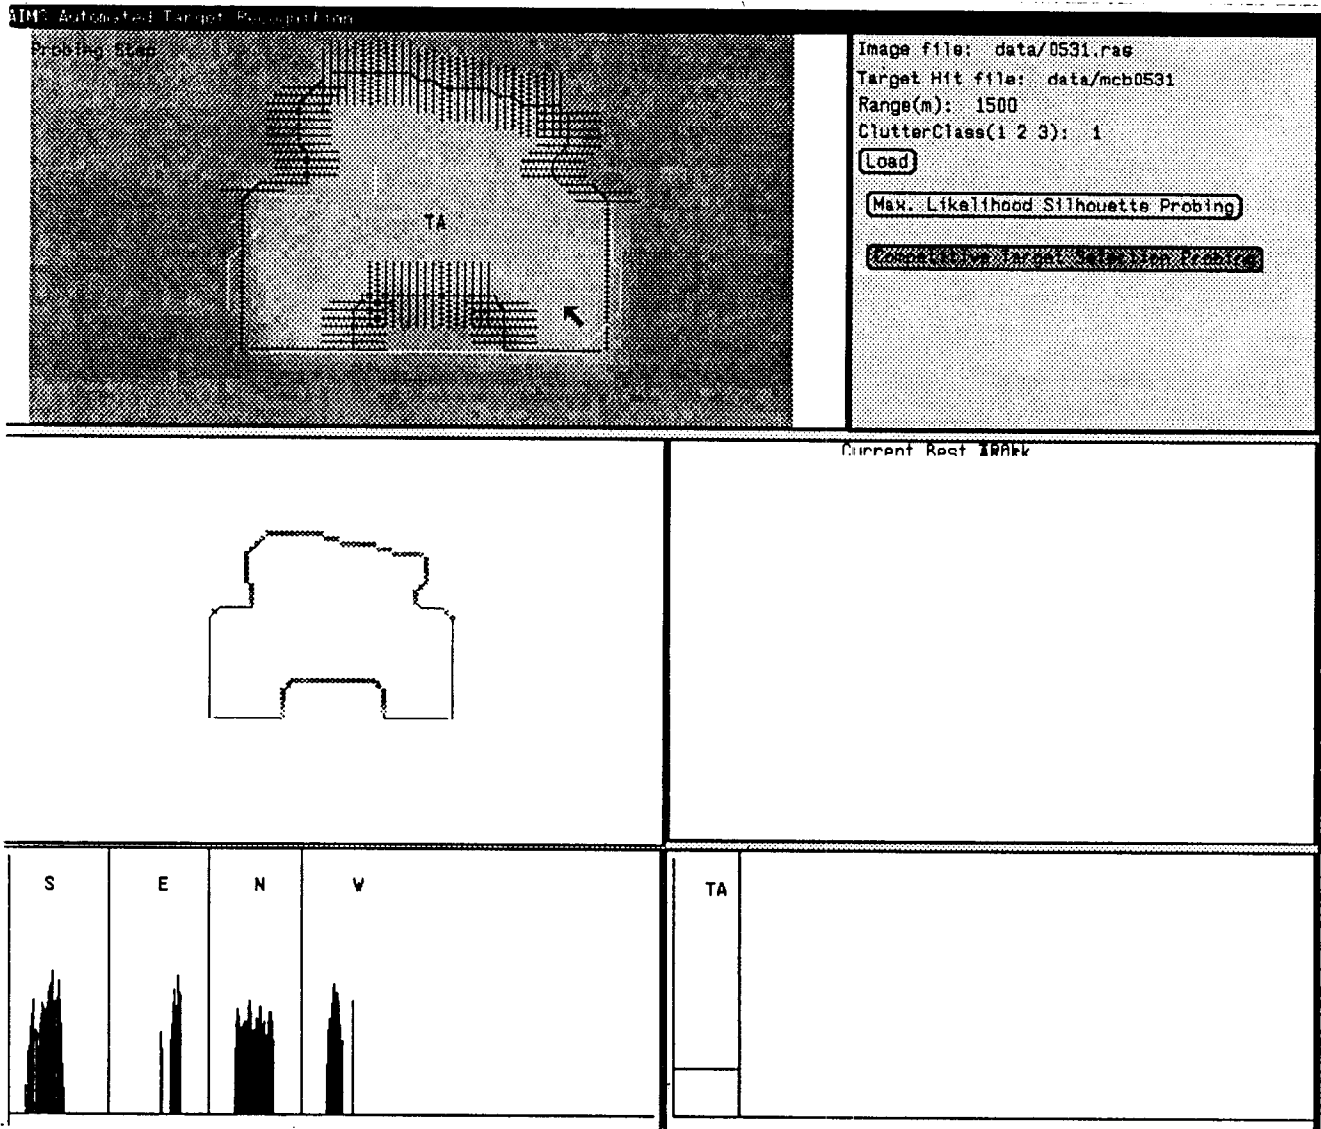 AIMS Automated Target Recognition
Probing Step
TA
Image file: data/0531.ras
Target Hit file: data/mcb0531
Range(m): 1500
ClutterClass(1 2 3): 1
Load
Max. Likelihood Silhouette Probing
Competitive Target Selection Probing
Current Best
S E N W
TA